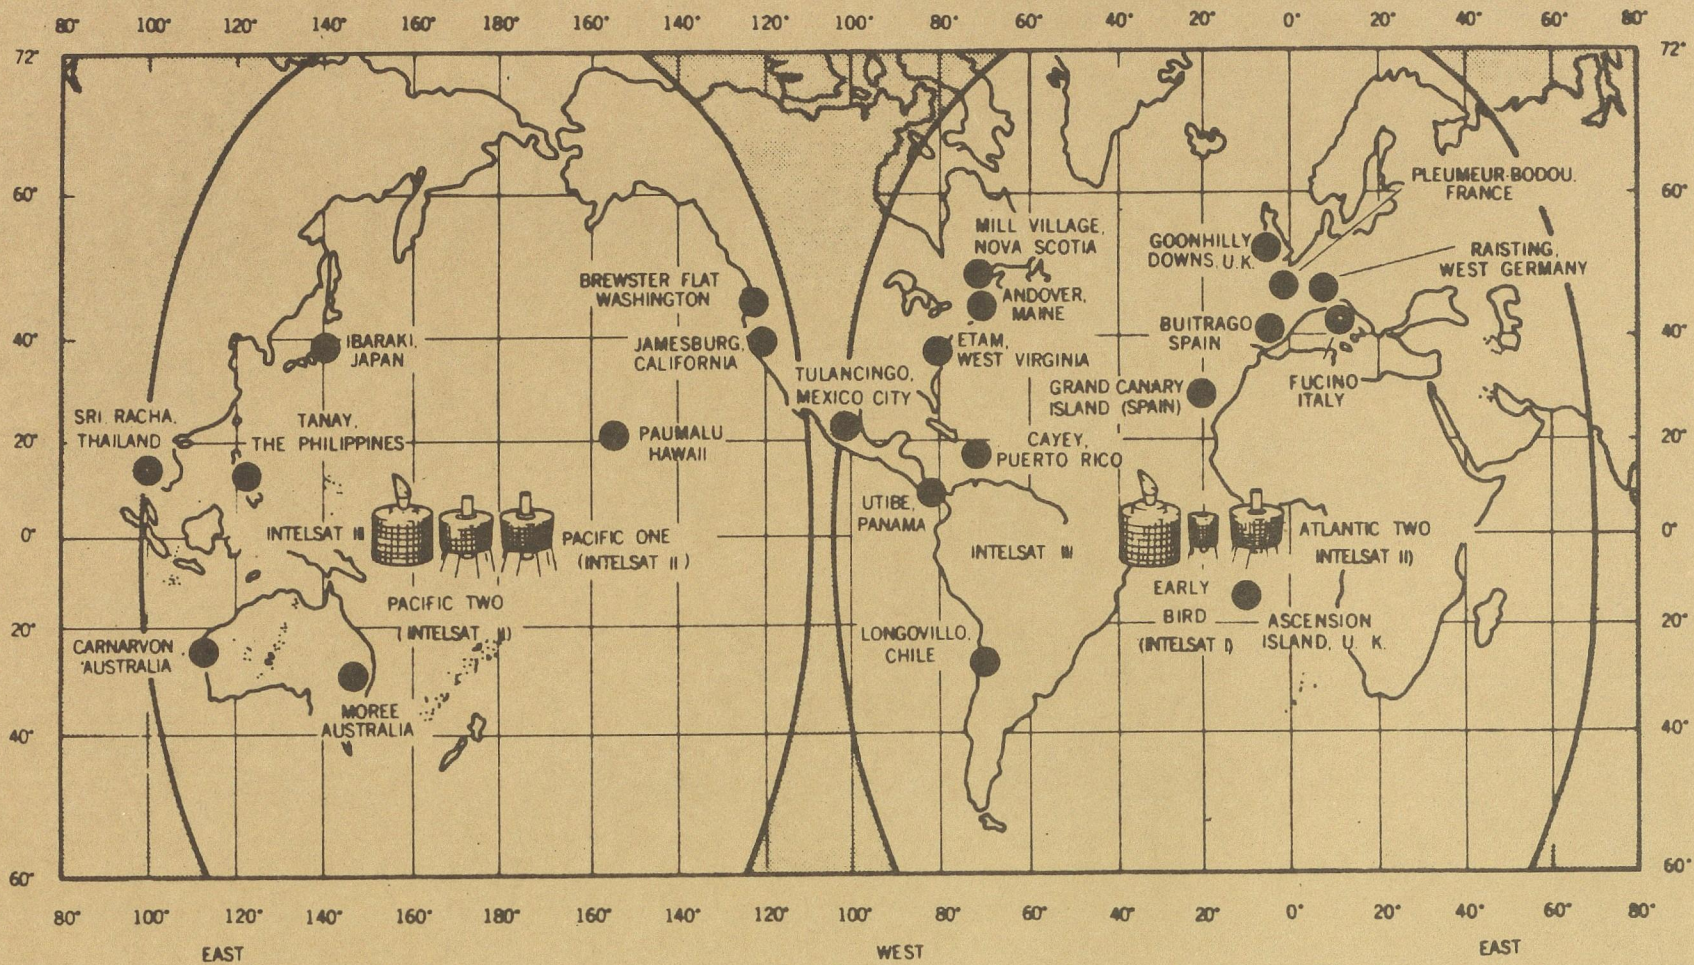 80° 100° 120° 140° 160° 180° 160° 140° 120° 100° 80° 60° 40° 20° 0° 20° 40° 60° 80°
72° 72°
60° 60°
40° 40°
20° 20°
0° 0°
20° 20°
40° 40°
60° 60°
PLEUMEUR-BODOU.
FRANCE
MILL VILLAGE,
NOVA SCOTIA
GOONHILLY
DOWNS, U.K.
RAISTING,
WEST GERMANY
BREWSTER FLAT
WASHINGTON
ANDOVER,
MAINE
BUITRAGO
SPAIN
IBARAKI,
JAPAN
JAMESBURG,
CALIFORNIA
ETAM,
WEST VIRGINIA
TULANCINGO,
MEXICO CITY
GRAND CANARY
ISLAND (SPAIN)
FUCINO
ITALY
SRI RACHA,
THAILAND
TANAY,
THE PHILIPPINES
PAUMALU
HAWAII
CAYEY,
PUERTO RICO
UTIBE,
PANAMA
INTELSAT III
PACIFIC ONE
(INTELSAT II)
INTELSAT III
ATLANTIC TWO
INTELSAT II)
PACIFIC TWO
(INTELSAT II)
EARLY
BIRD
(INTELSAT I)
ASCENSION
ISLAND, U. K.
CARNARVON
AUSTRALIA
LONGOVILLO,
CHILE
MOREE
AUSTRALIA
80° 100° 120° 140° 160° 180° 160° 140° 120° 100° 80° 60° 40° 20° 0° 20° 40° 60° 80°
EAST WEST EAST